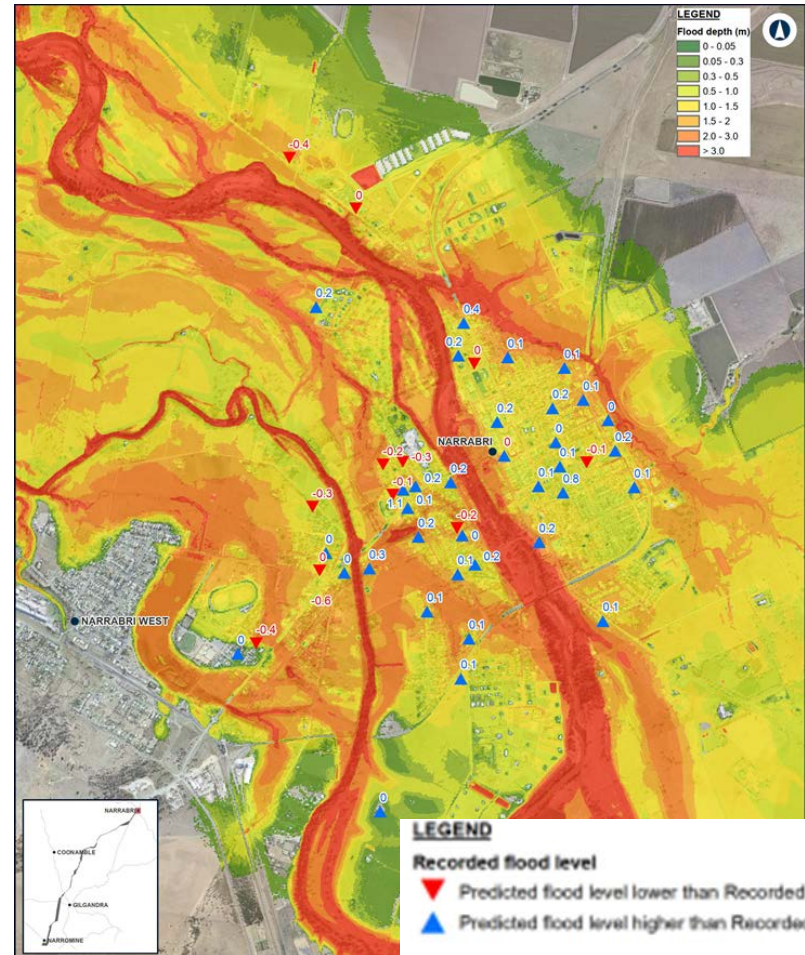 LEGEND
Flood depth (m)
0 - 0.05
0.05 - 0.3
0.3 - 0.5
0.5 - 1.0
1.0 - 1.5
1.5 - 2
2.0 - 3.0
> 3.0
-0.4
0
0.2
0.4
0.2
0
0.1
0.1
0.1
0.2
0.2
0
NARRABRI
0
0
0.2
-0.2
-0.3
0.1
-0.1
0.2
0.2
-0.1
0.1
0.8
0.1
1.1
0.1
-0.3
-0.2
0.2
0
0.2
0
0.3
0
0
0.1
0.2
-0.6
0.1
0.1
NARRABRI WEST
-0.4
0
0.1
0.1
0
NARRABRI
COONAMBLE
GILGANDRA
NARROMINE
LEGEND
Recorded flood level
Predicted flood level lower than Recorded
Predicted flood level higher than